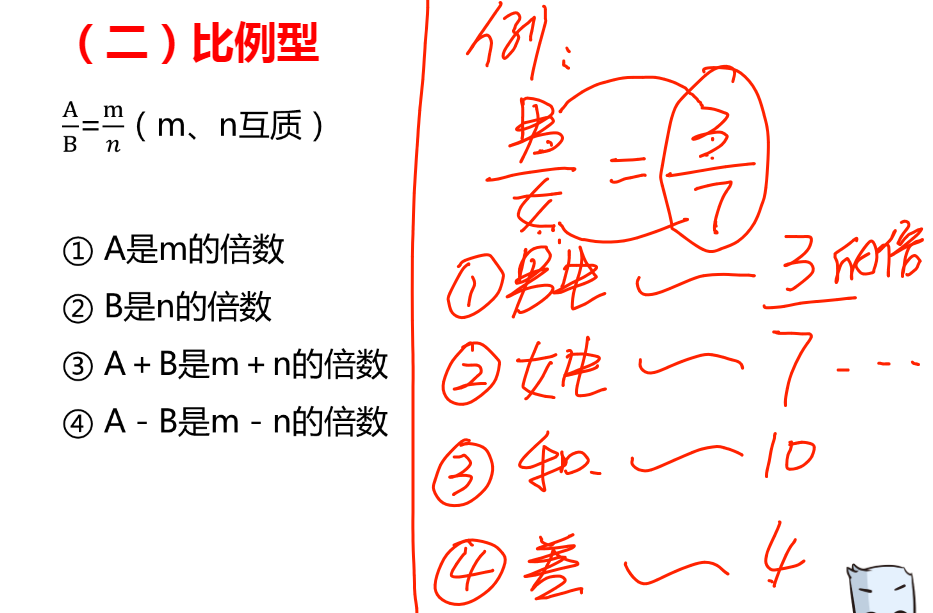 （二）比例型
A/B=m/n（m、n互质）
① A是m的倍数
② B是n的倍数
③ A＋B是m＋n的倍数
④ A－B是m－n的倍数
例：
男/女 = 3/7
① 男生 3的倍
② 女生 7 ...
③ 和 10
④ 差 4